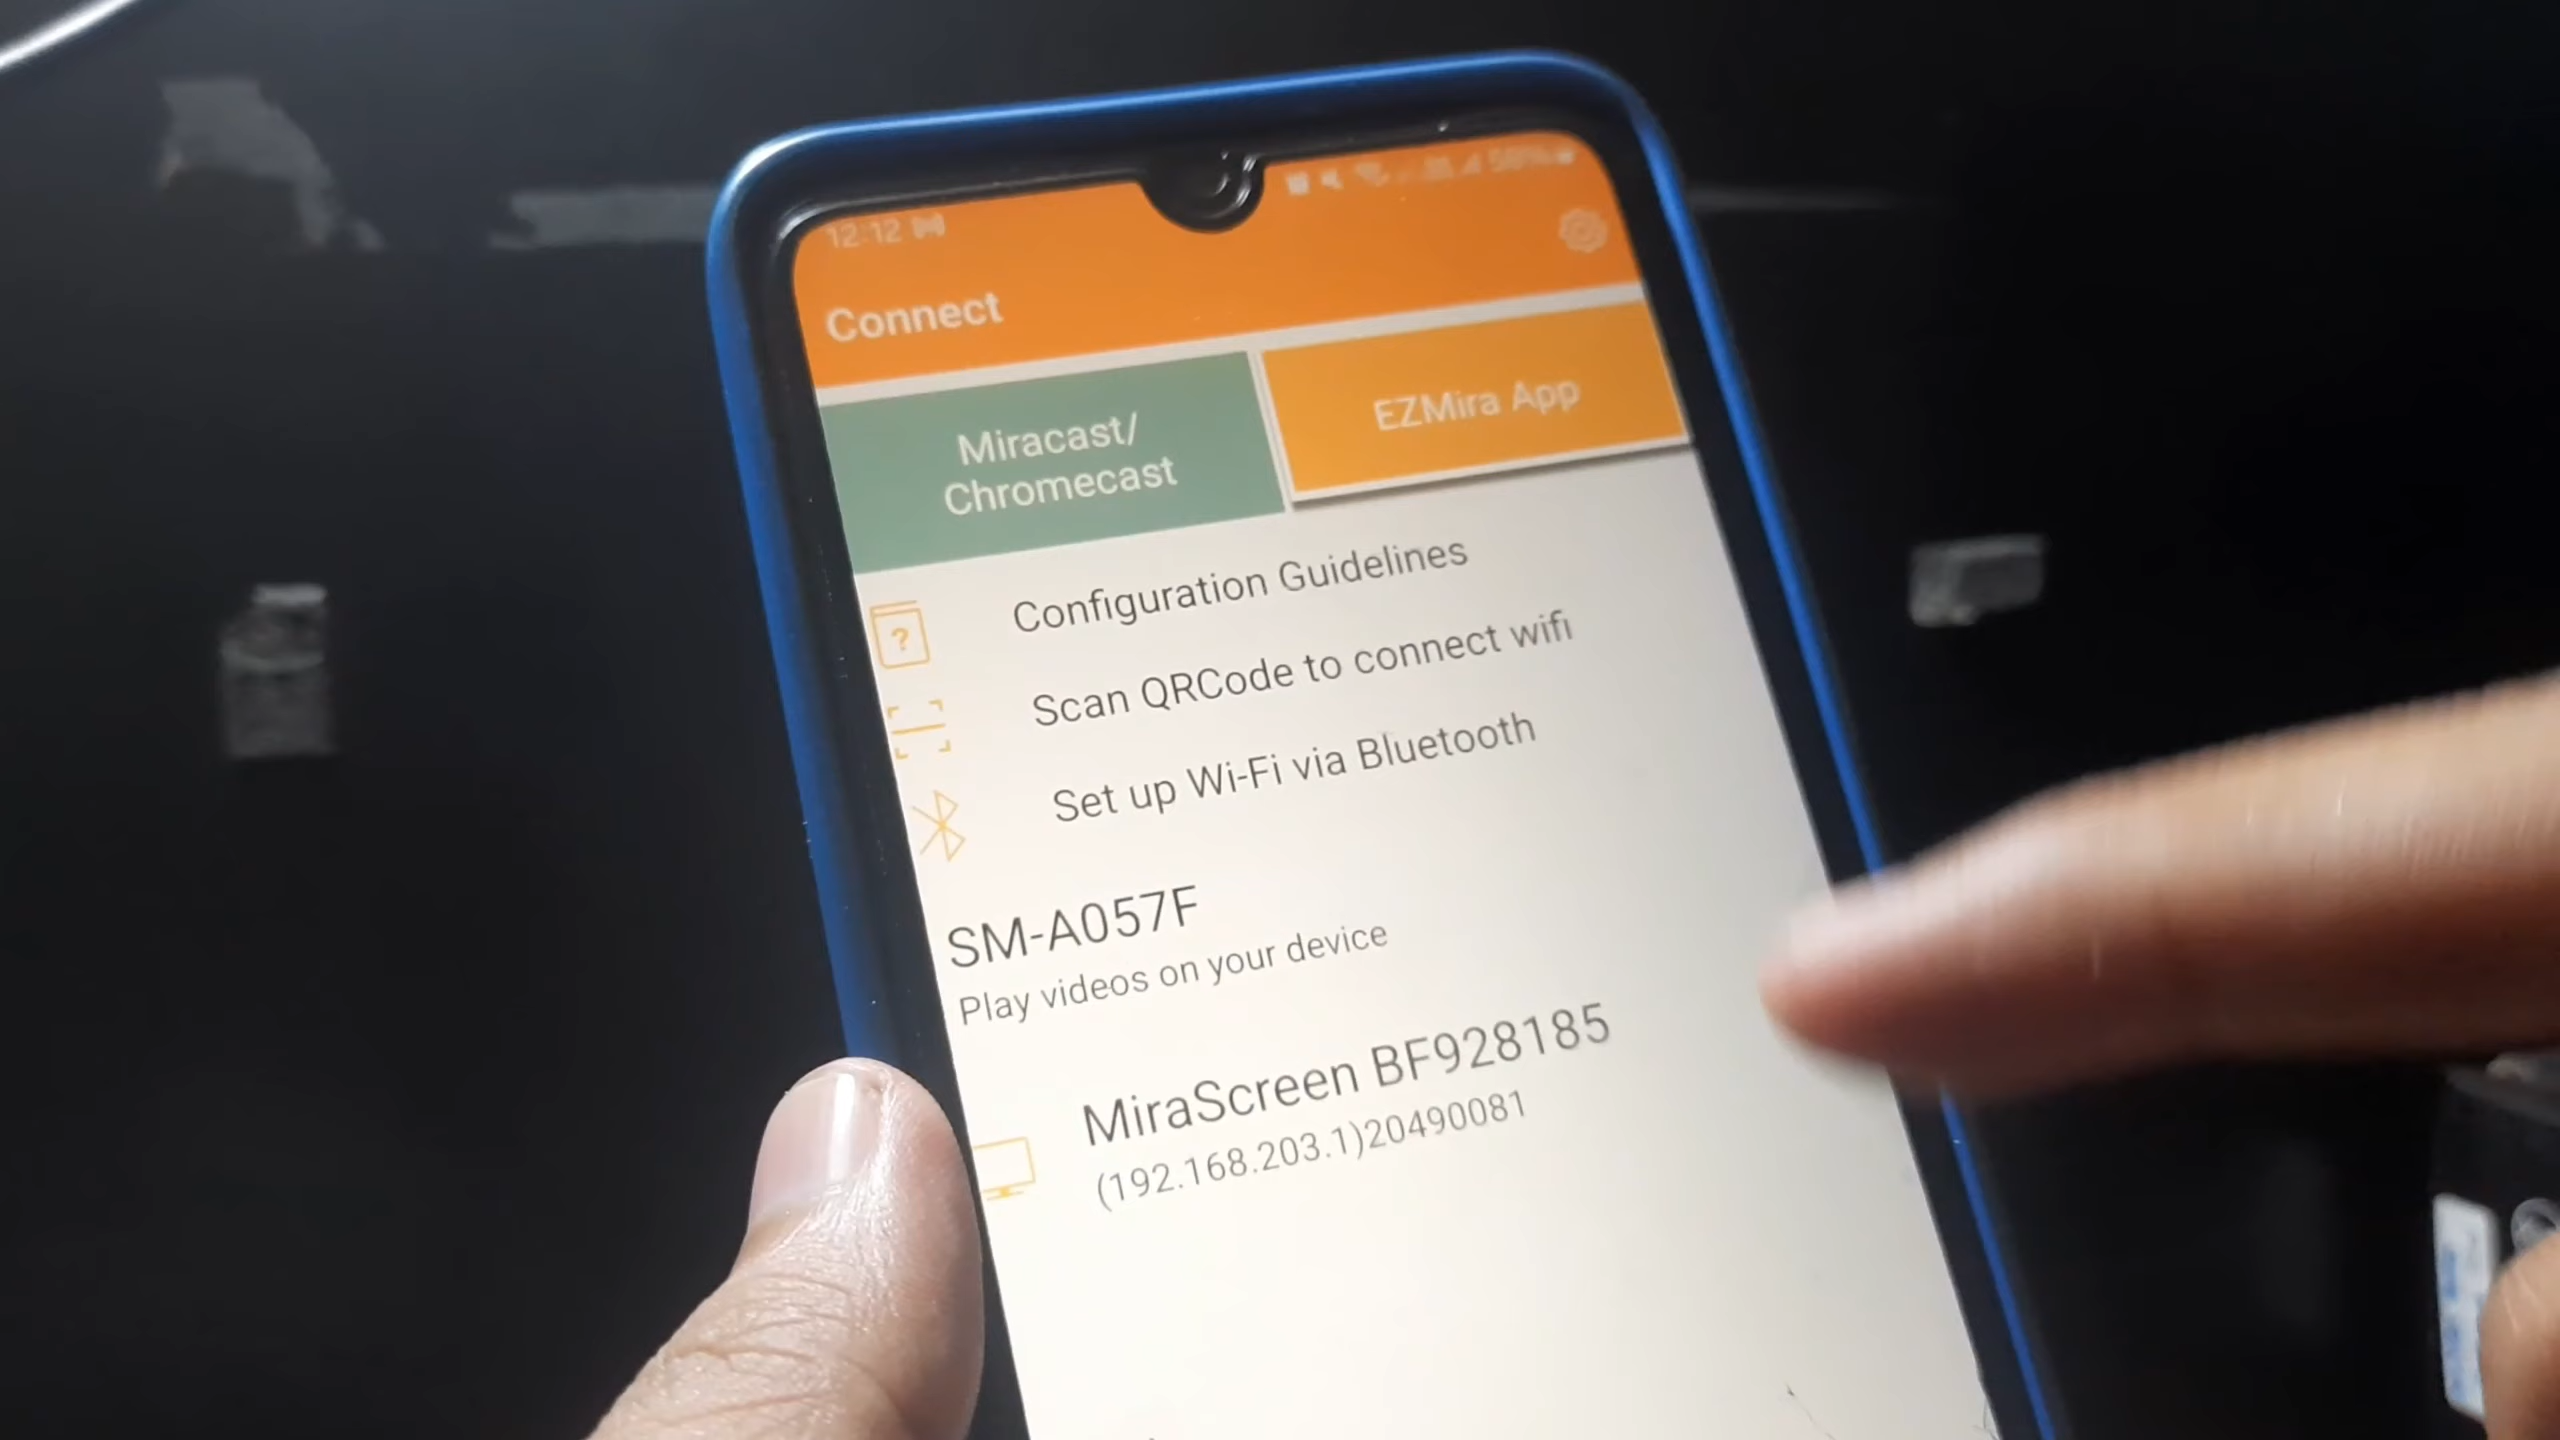 12:12
Connect
Miracast/
Chromecast
EZMira App
Configuration Guidelines
Scan QRCode to connect wifi
Set up Wi-Fi via Bluetooth
SM-A057F
Play videos on your device
MiraScreen BF928185
(192.168.203.1)20490081